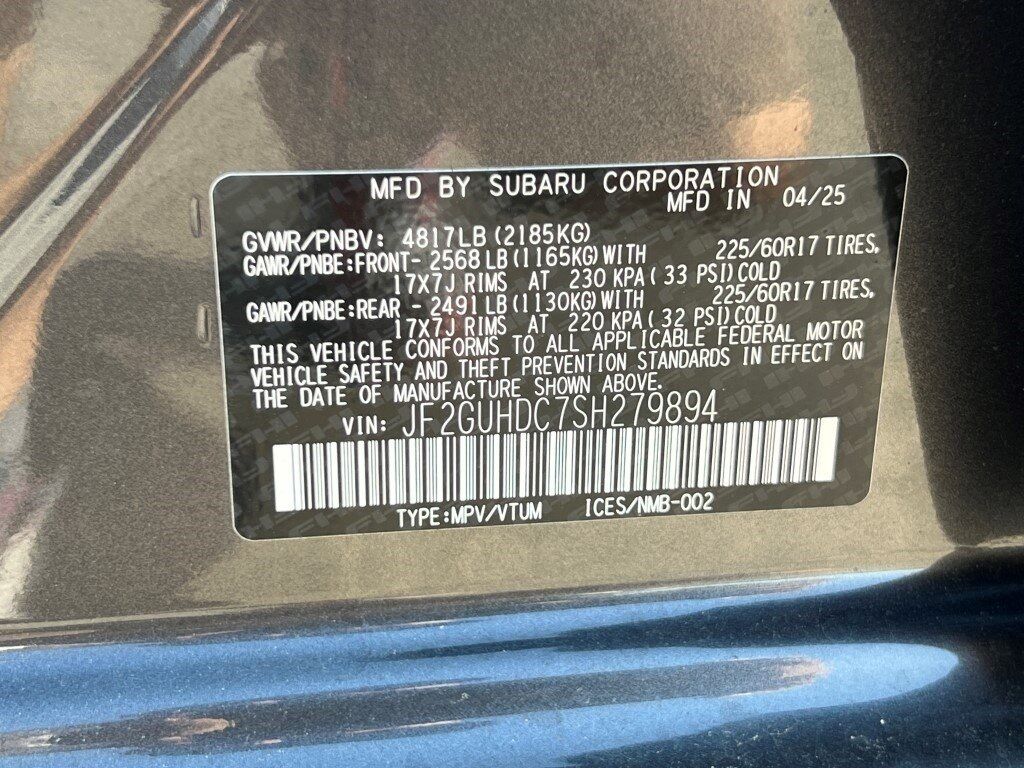 MFD BY SUBARU CORPORATION
MFD IN 04/25
GVWR/PNBV: 4817LB (2185KG)
GAWR/PNBE:FRONT- 2568 LB (1165KG) WITH 225/60R17 TIRES,
17X7J RIMS AT 230 KPA ( 33 PSI) COLD
GAWR/PNBE:REAR - 2491 LB (1130KG) WITH 225/60R17 TIRES,
17X7J RIMS AT 220 KPA ( 32 PSI) COLD
THIS VEHICLE CONFORMS TO ALL APPLICABLE FEDERAL MOTOR
VEHICLE SAFETY AND THEFT PREVENTION STANDARDS IN EFFECT ON
THE DATE OF MANUFACTURE SHOWN ABOVE.
VIN: JF2GUHDC7SH279894
TYPE:MPV/VTUM ICES/NMB-002